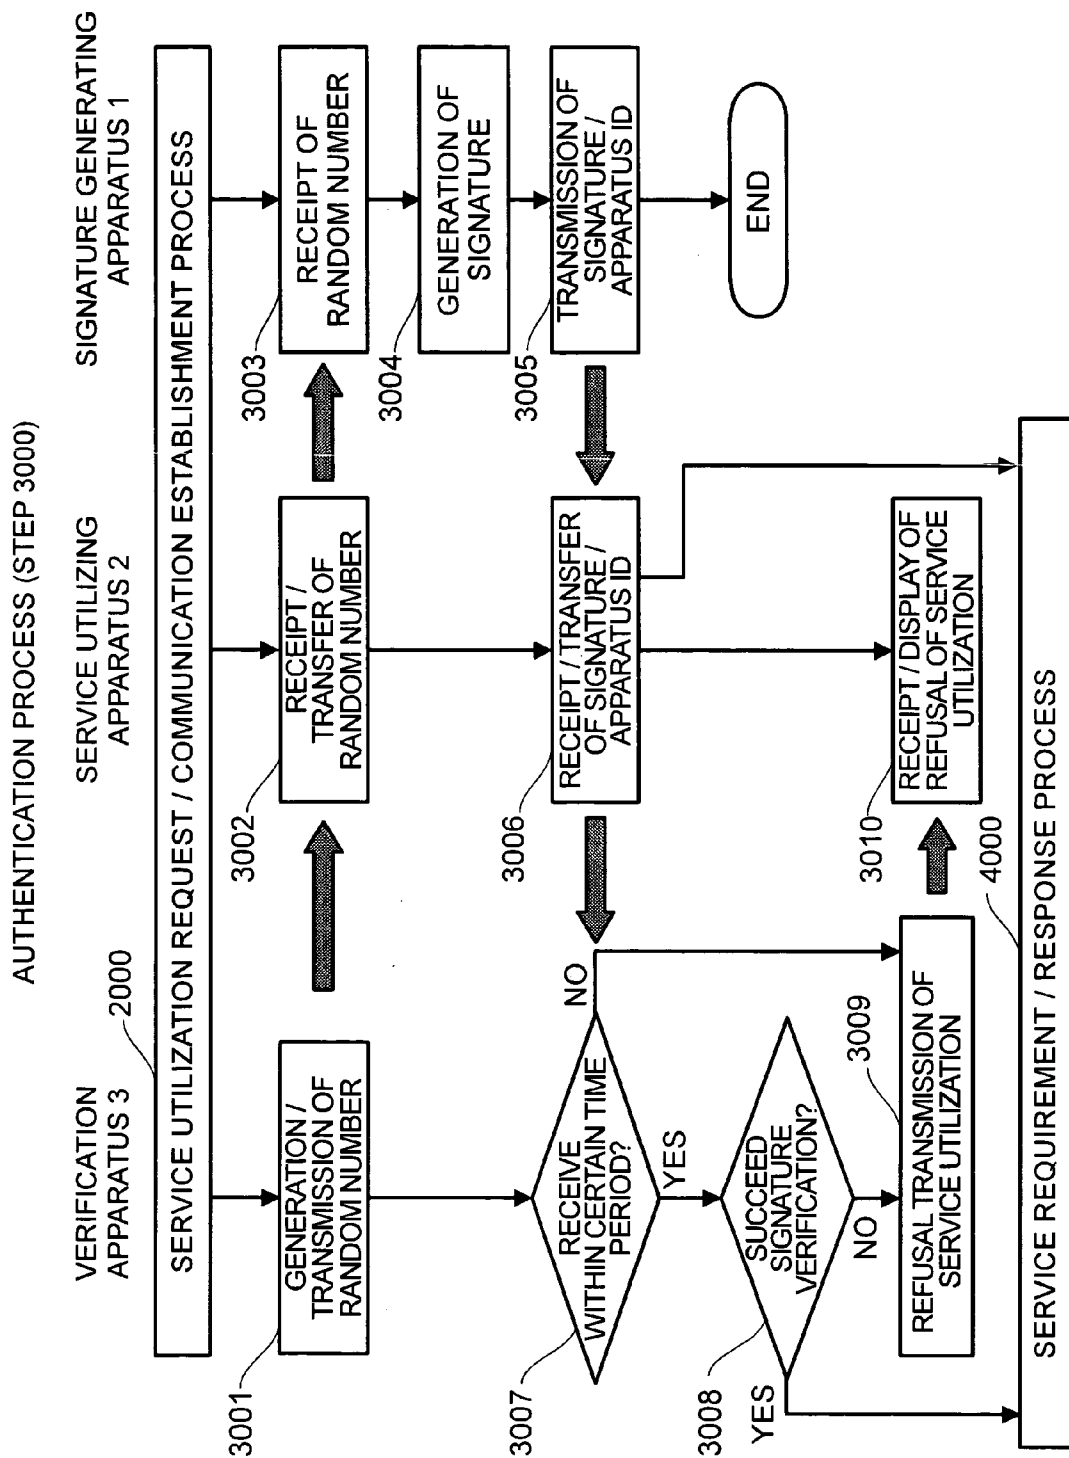 AUTHENTICATION PROCESS (STEP 3000)
VERIFICATION
APPARATUS 3
SERVICE UTILIZING
APPARATUS 2
SIGNATURE GENERATING
APPARATUS 1
2000
SERVICE UTILIZATION REQUEST / COMMUNICATION ESTABLISHMENT PROCESS
3001
GENERATION /
TRANSMISSION OF
RANDOM NUMBER
3002
RECEIPT /
TRANSFER OF
RANDOM NUMBER
3003
RECEIPT OF
RANDOM NUMBER
3004
GENERATION OF
SIGNATURE
3005
TRANSMISSION OF
SIGNATURE /
APPARATUS ID
END
3006
RECEIPT / TRANSFER
OF SIGNATURE /
APPARATUS ID
3007
RECEIVE
WITHIN CERTAIN TIME
PERIOD?
NO
YES
3008
SUCCEED
SIGNATURE
VERIFICATION?
YES
NO
3009
REFUSAL TRANSMISSION OF
SERVICE UTILIZATION
3010
RECEIPT / DISPLAY OF
REFUSAL OF SERVICE
UTILIZATION
4000
SERVICE REQUIREMENT / RESPONSE PROCESS